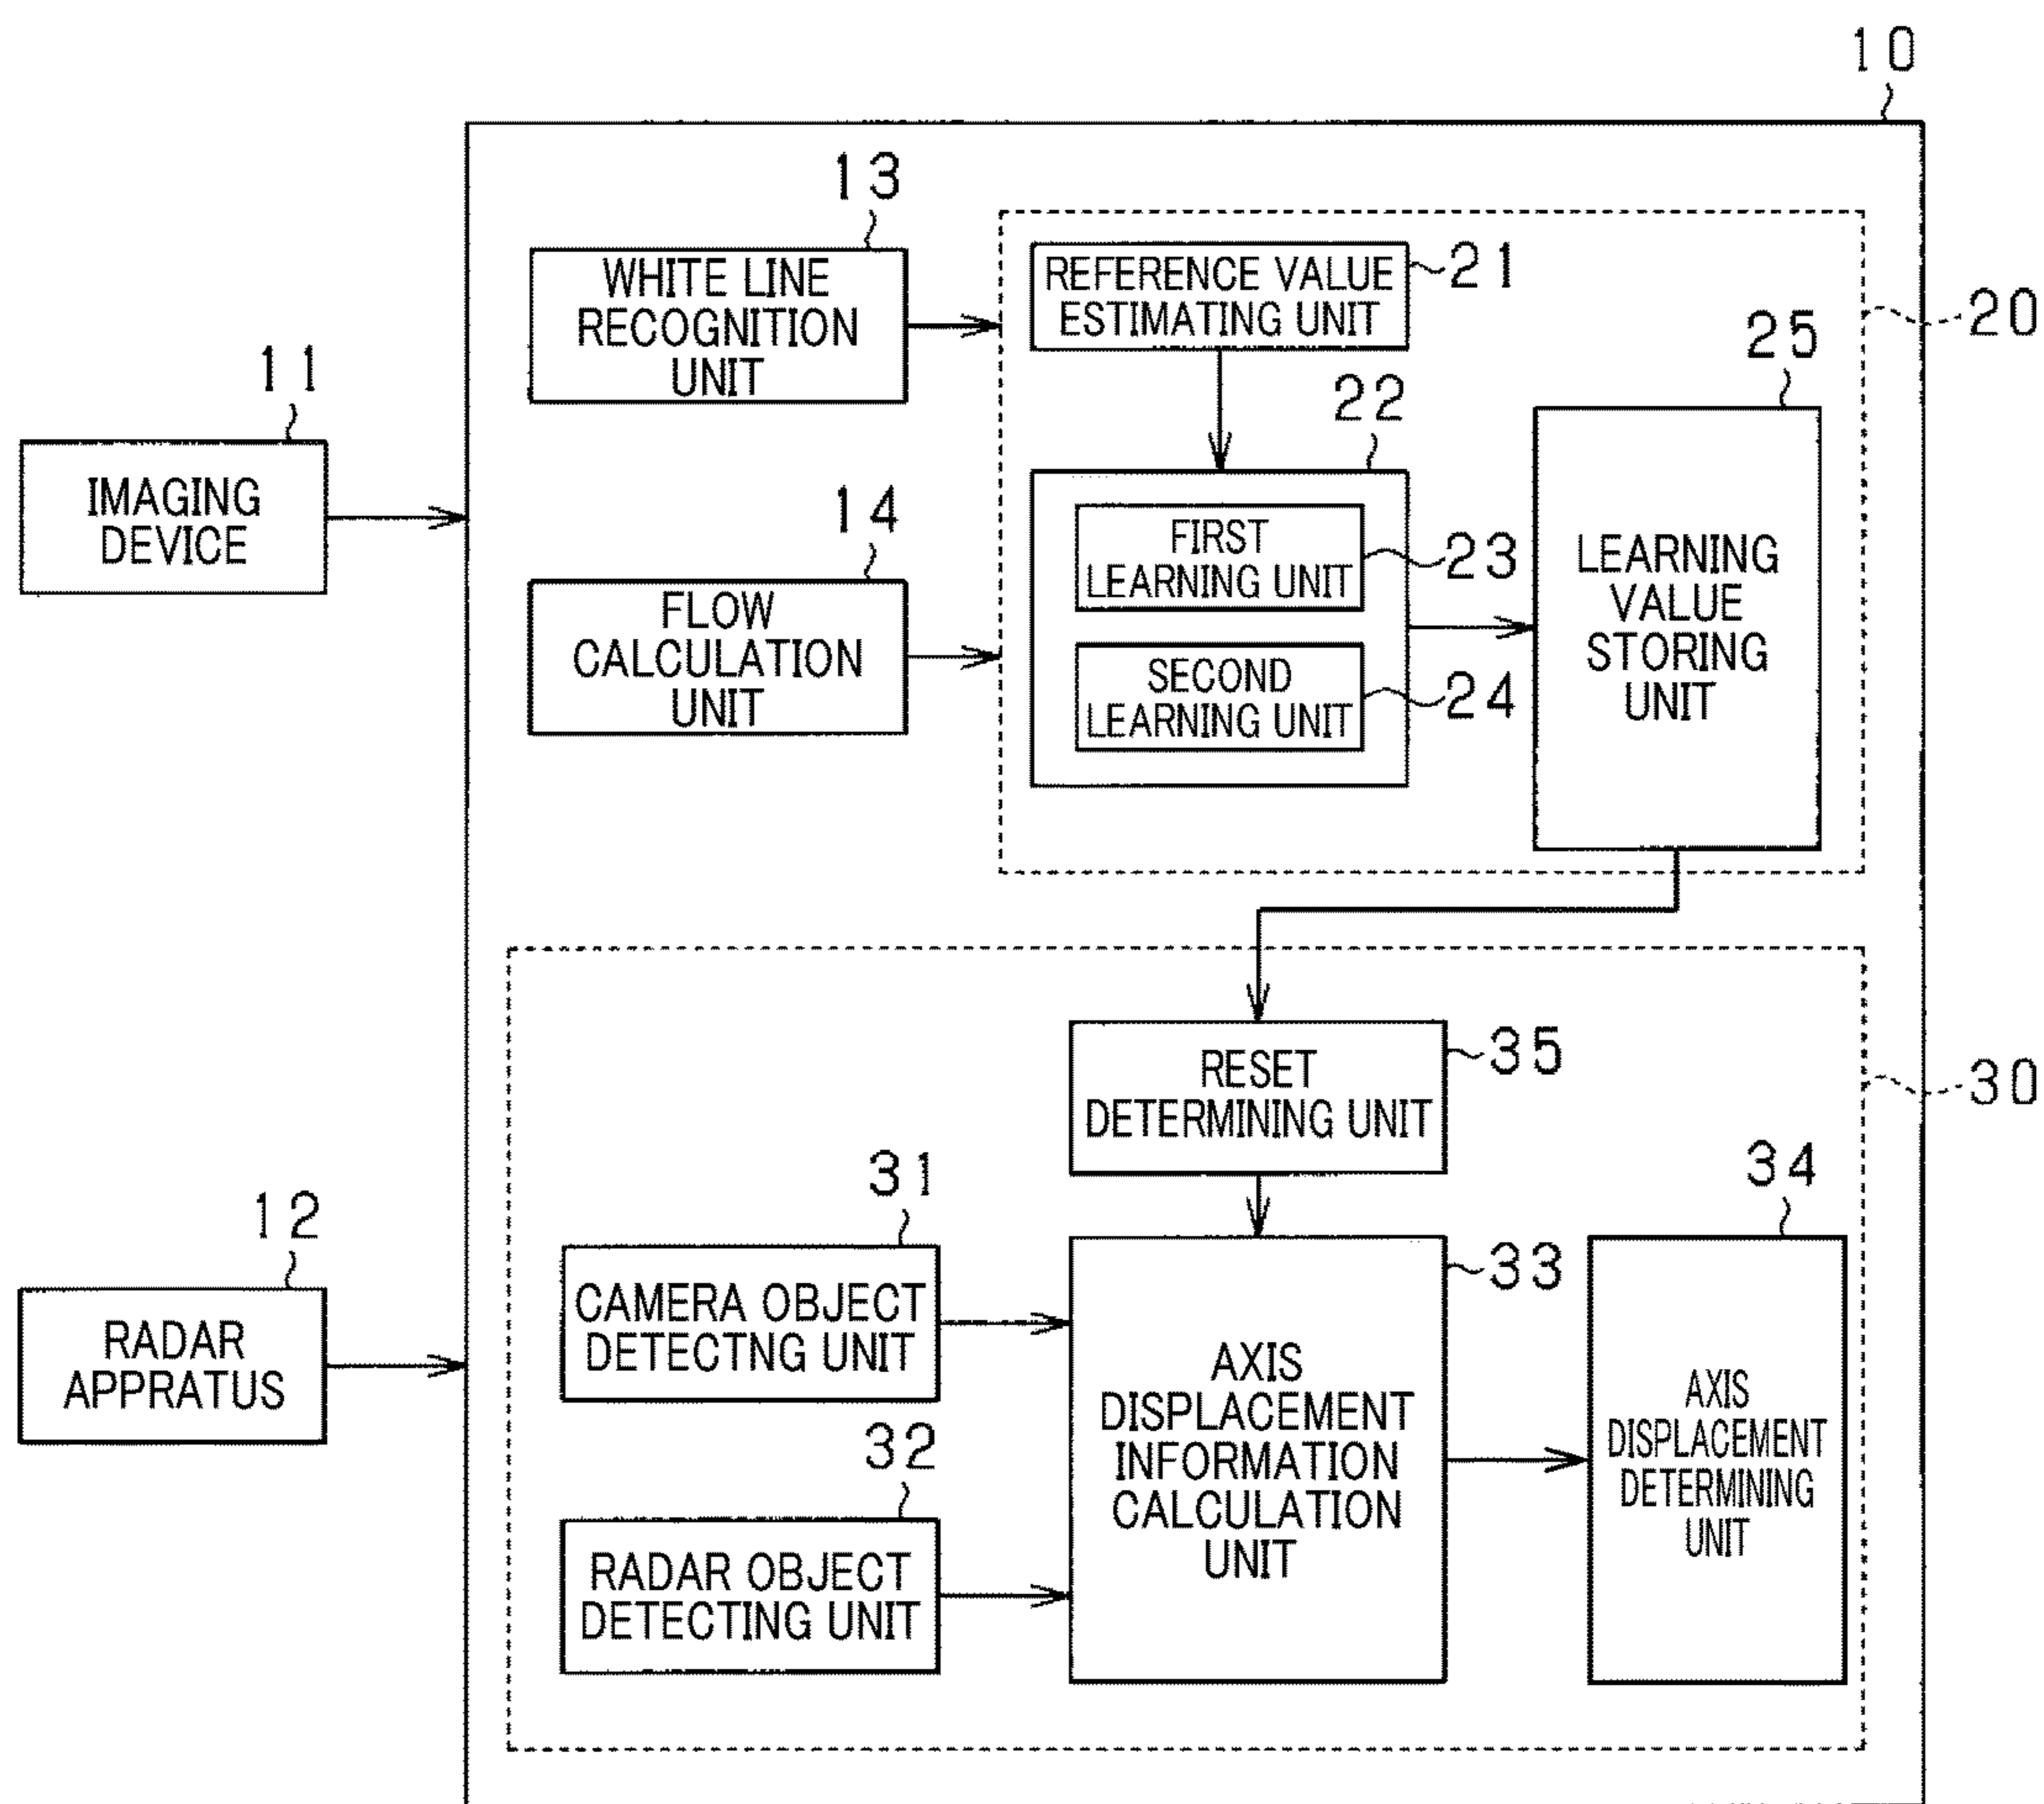 10
13
WHITE LINE
RECOGNITION
UNIT
21
REFERENCE VALUE
ESTIMATING UNIT
20
25
11
IMAGING
DEVICE
14
FLOW
CALCULATION
UNIT
22
FIRST
LEARNING UNIT
23
SECOND
LEARNING UNIT
24
LEARNING
VALUE
STORING
UNIT
35
RESET
DETERMINING UNIT
30
12
RADAR
APPRATUS
31
CAMERA OBJECT
DETECTNG UNIT
32
RADAR OBJECT
DETECTING UNIT
33
AXIS
DISPLACEMENT
INFORMATION
CALCULATION
UNIT
34
AXIS
DISPLACEMENT
DETERMINING
UNIT